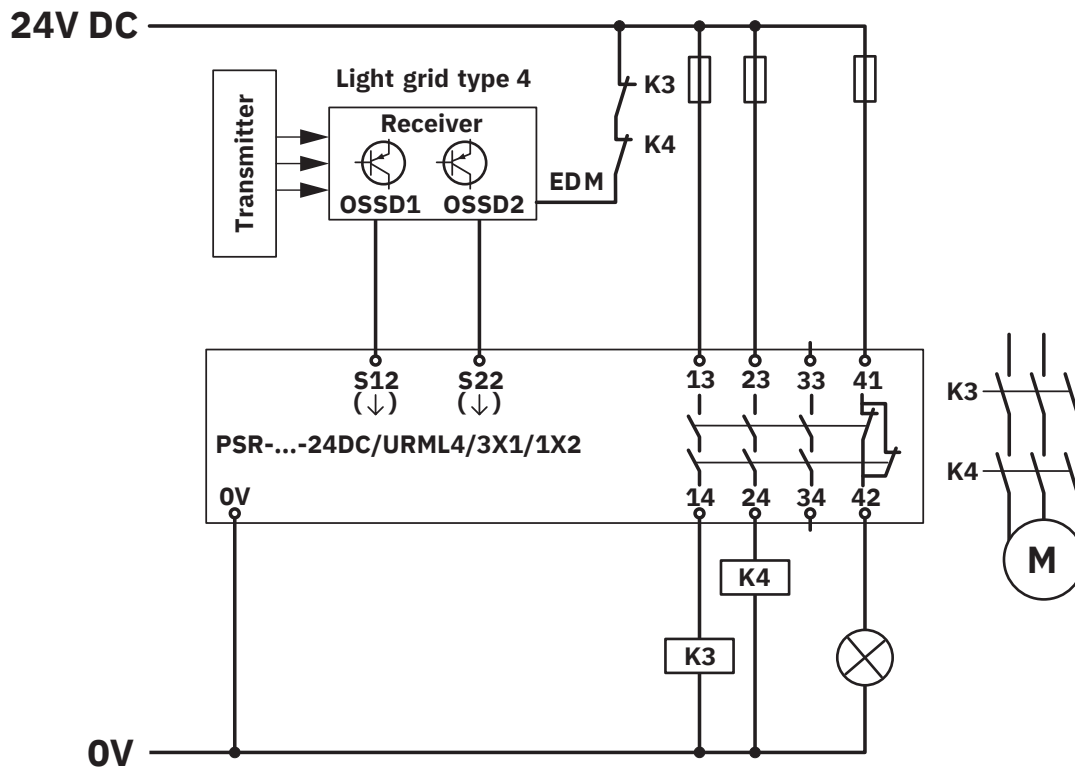 24V DC
Light grid type 4
K3
Transmitter
Receiver
K4
EDM
OSSD1 OSSD2
S12 S22 13 23 33 41
(↓) (↓)
K3
PSR-...-24DC/URML4/3X1/1X2
K4
0V 14 24 34 42
M
K4
K3
0V